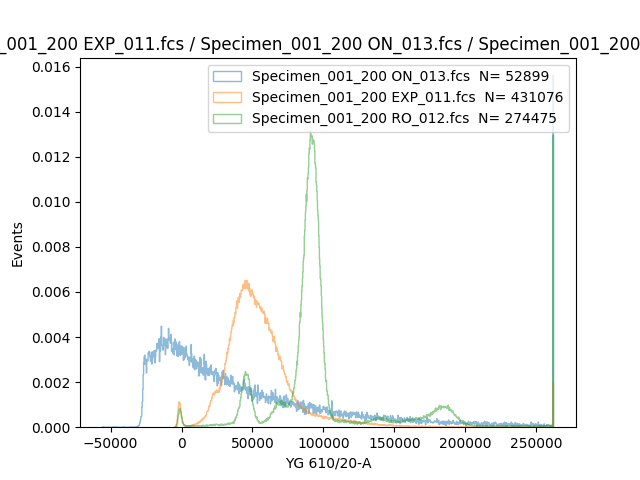 _001_200 EXP_011.fcs / Specimen_001_200 ON_013.fcs / Specimen_001_200
Specimen_001_200 ON_013.fcs  N= 52899
Specimen_001_200 EXP_011.fcs  N= 431076
Specimen_001_200 RO_012.fcs  N= 274475
0.016
0.014
0.012
0.010
0.008
0.006
0.004
0.002
0.000
Events
−50000 0 50000 100000 150000 200000 250000
YG 610/20-A